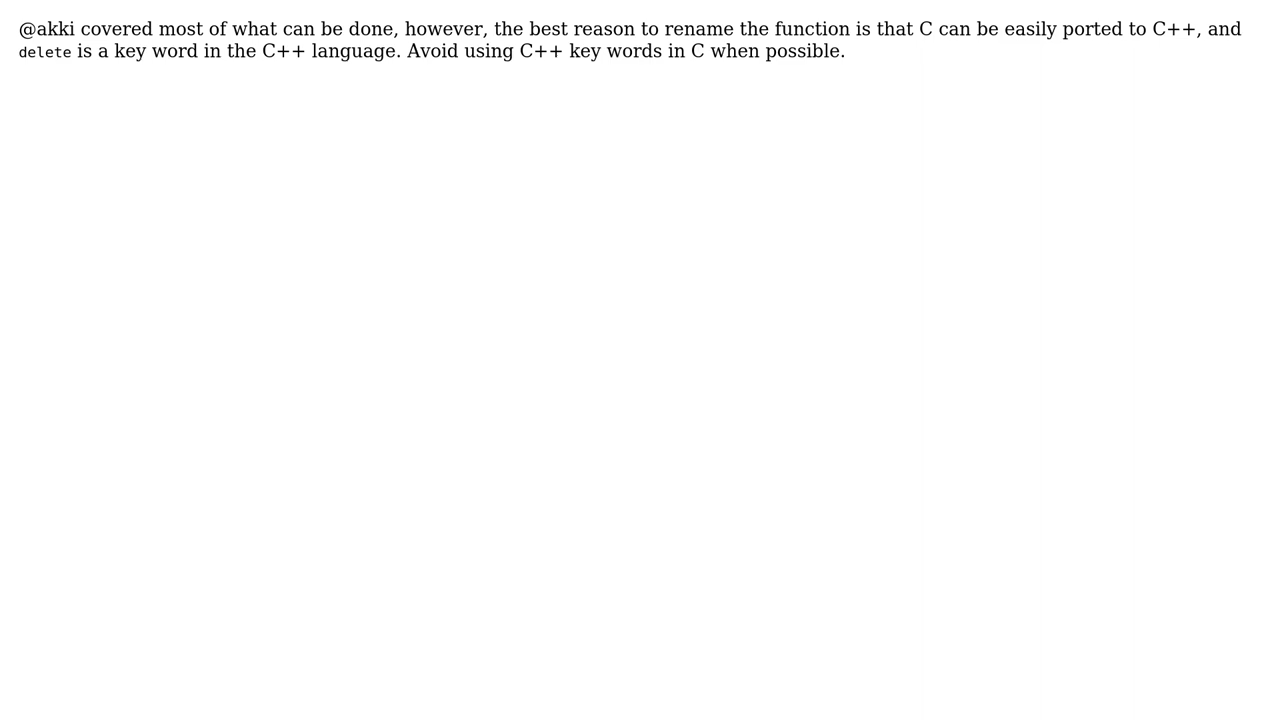 @akki covered most of what can be done, however, the best reason to rename the function is that C can be easily ported to C++, and
delete is a key word in the C++ language. Avoid using C++ key words in C when possible.